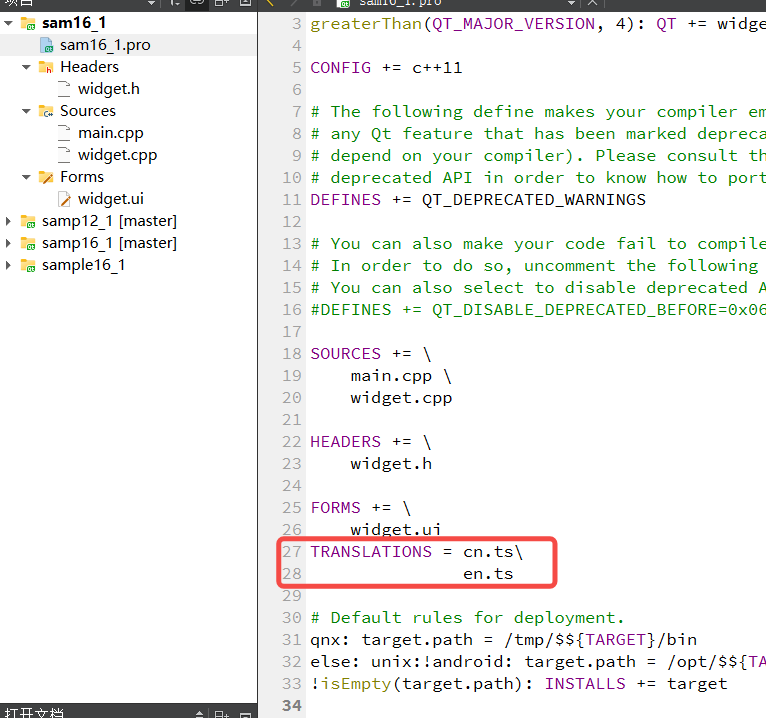 项目
sam16_1.pro
sam16_1
sam16_1.pro
Headers
widget.h
Sources
main.cpp
widget.cpp
Forms
widget.ui
samp12_1 [master]
samp16_1 [master]
sample16_1
打开文档
3 greaterThan(QT_MAJOR_VERSION, 4): QT += widge
4
5 CONFIG += c++11
6
7 # The following define makes your compiler em
8 # any Qt feature that has been marked depreca
9 # depend on your compiler). Please consult th
10 # deprecated API in order to know how to port
11 DEFINES += QT_DEPRECATED_WARNINGS
12
13 # You can also make your code fail to compile
14 # In order to do so, uncomment the following
15 # You can also select to disable deprecated A
16 #DEFINES += QT_DISABLE_DEPRECATED_BEFORE=0x06
17
18 SOURCES += \
19 main.cpp \
20 widget.cpp
21
22 HEADERS += \
23 widget.h
24
25 FORMS += \
26 widget.ui
27 TRANSLATIONS = cn.ts\
28 en.ts
29
30 # Default rules for deployment.
31 qnx: target.path = /tmp/$${TARGET}/bin
32 else: unix:!android: target.path = /opt/$${TA
33 !isEmpty(target.path): INSTALLS += target
34